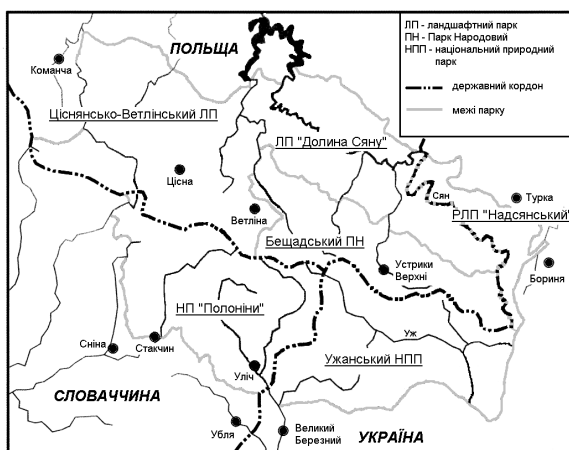 ЛП - ландшафтний парк
ПН - Парк Народовий
НПП - національний природний
парк
державний кордон
межі парку
ПОЛЬЩА
Команча
Ціснянсько-Ветлінський ЛП
ЛП "Долина Сяну"
Цісна
Сян
Турка
РЛП "Надсянський"
Ветліна
Бещадський ПН
Устрики
Верхні
Бориня
НП "Полоніни"
Уж
Сніна
Стакчин
Ужанський НПП
Уліч
СЛОВАЧЧИНА
Убля
Великий
Березний
УКРАЇНА